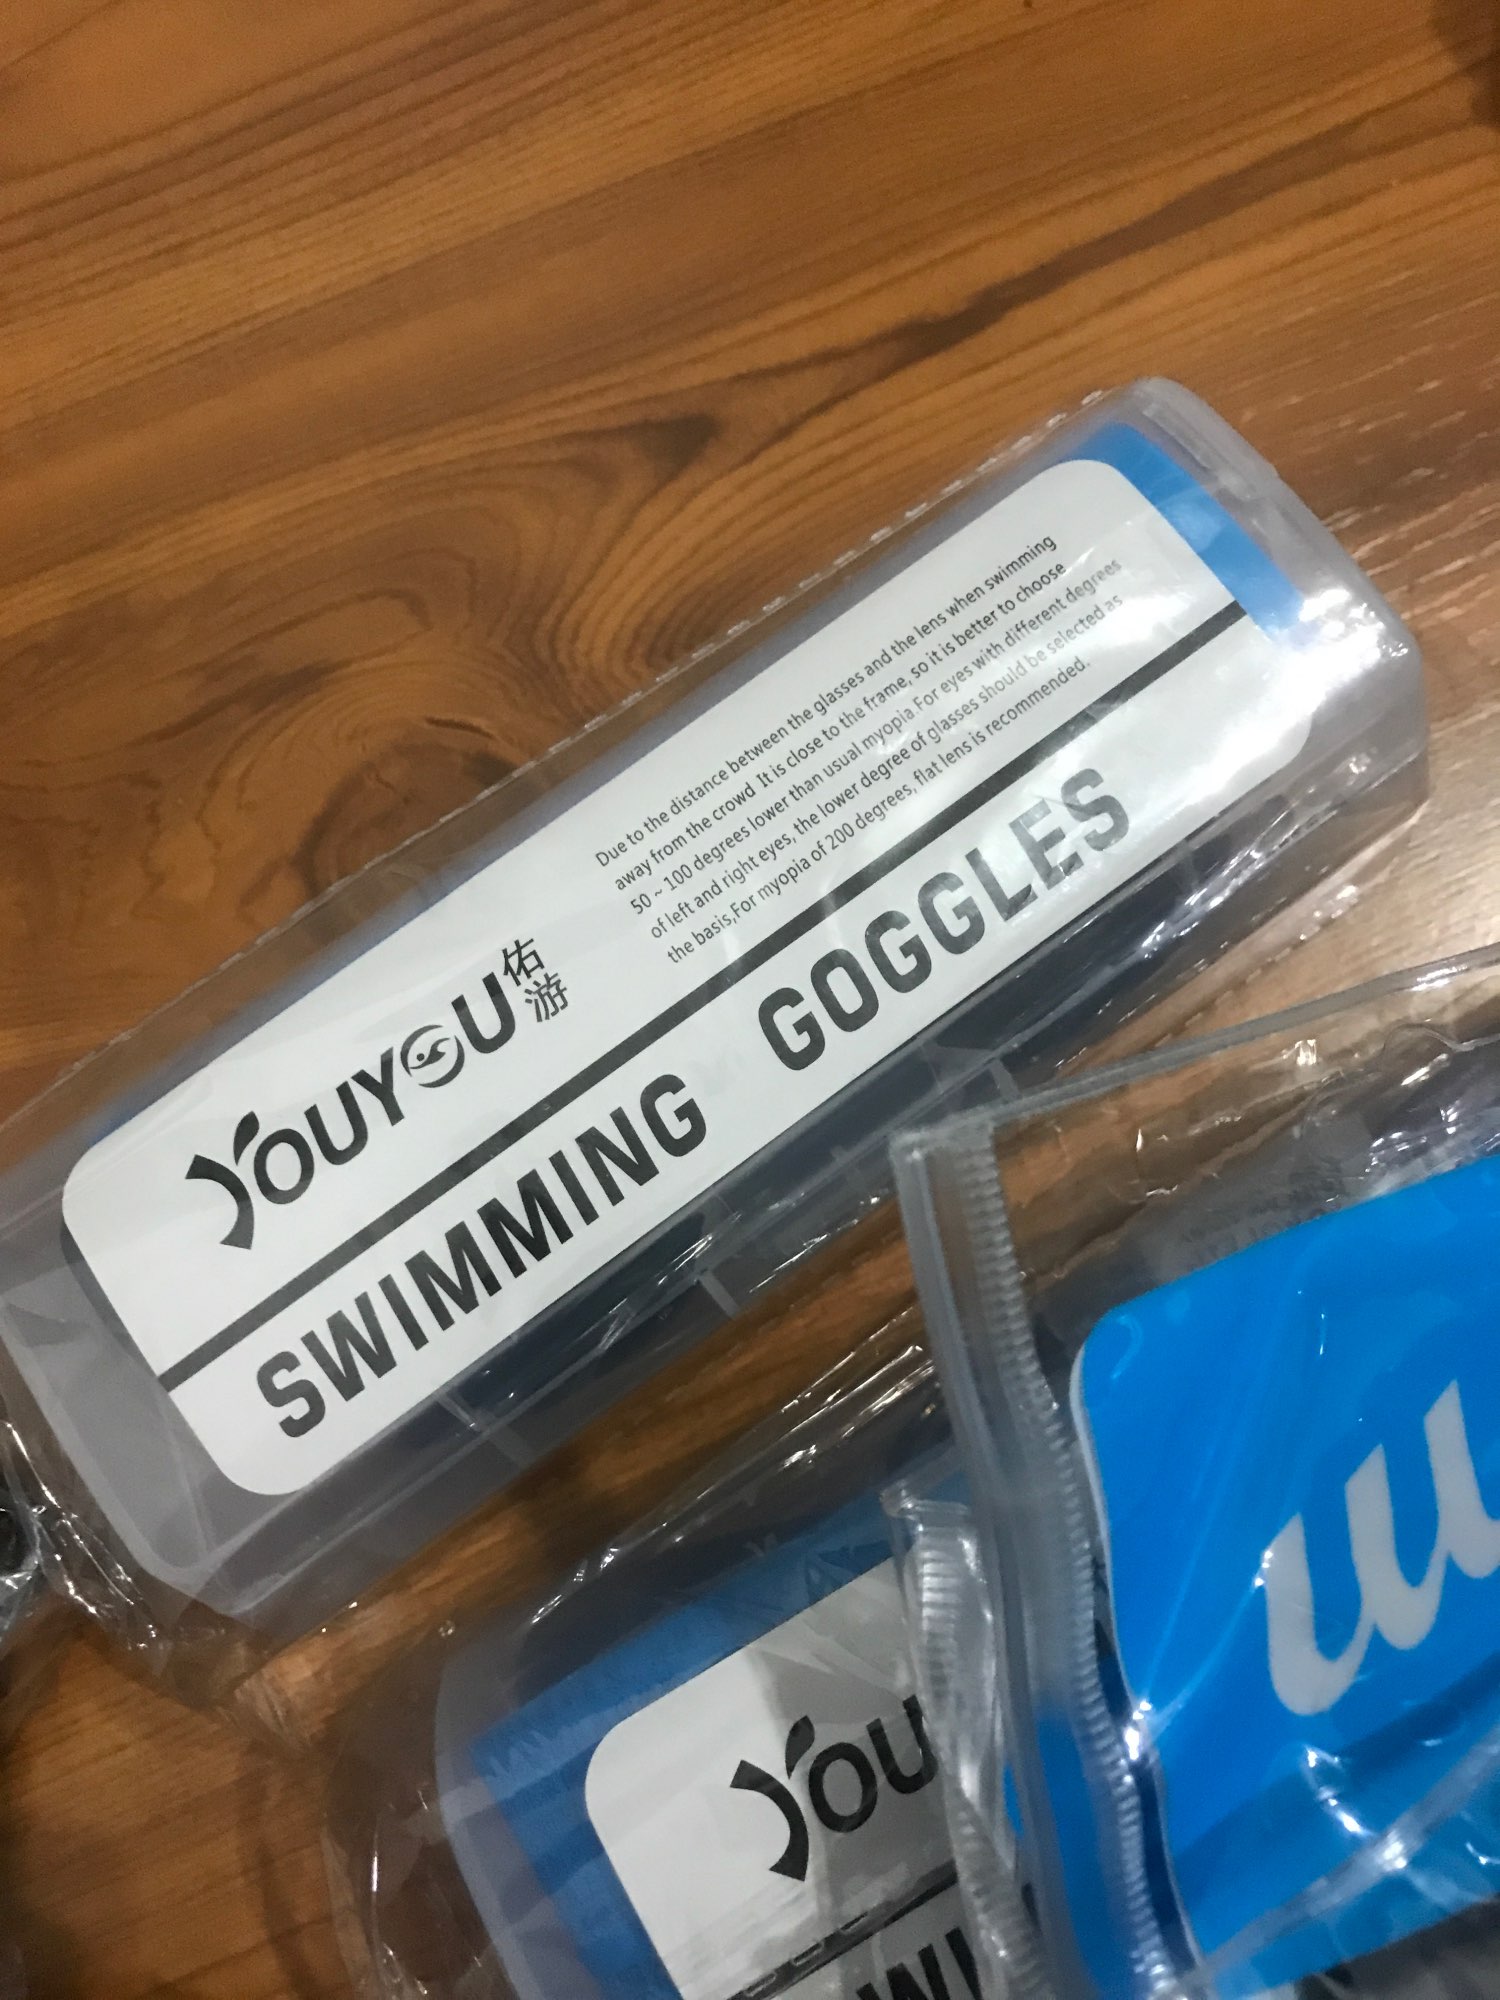 YOUYOU 佑游
Due to the distance between the glasses and the lens when swimming
away from the crowd It is close to the frame, so it is better to choose
50 ~ 100 degrees lower than usual myopia.For eyes with different degrees
of left and right eyes, the lower degree of glasses should be selected as
the basis,For myopia of 200 degrees, flat lens is recommended.
SWIMMING GOGGLES
YOU
SWI